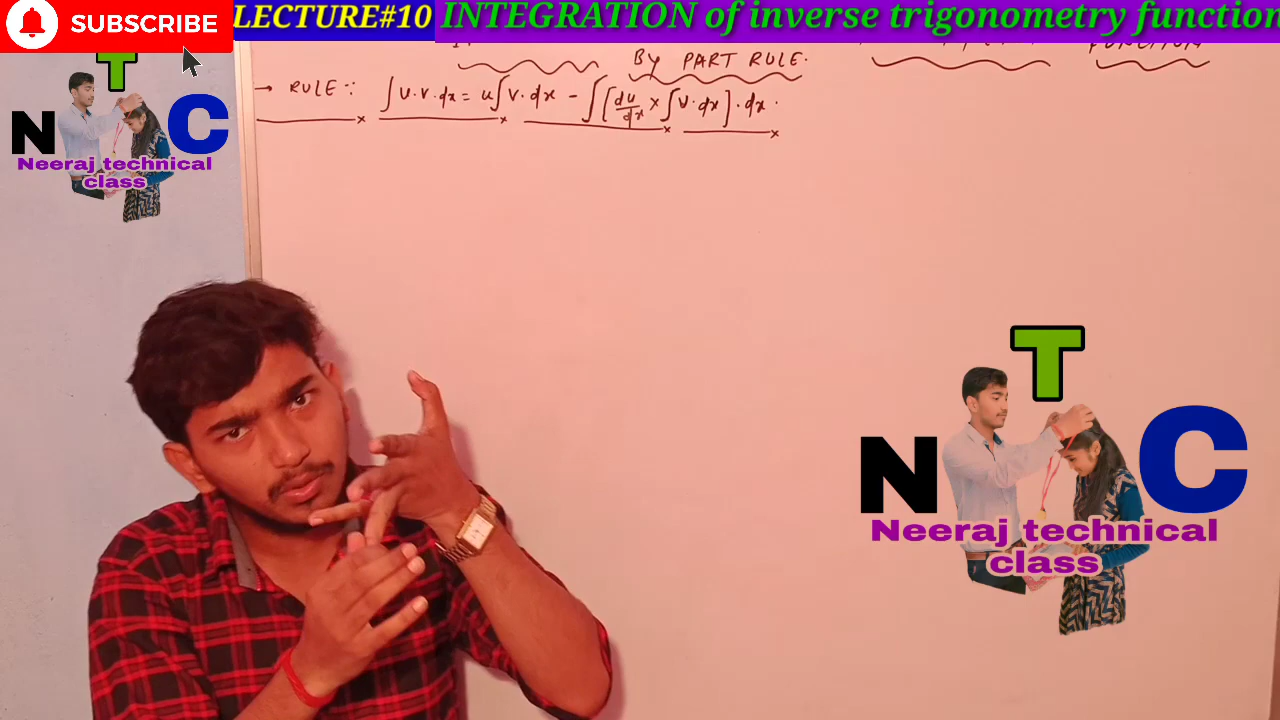 SUBSCRIBE
LECTURE#10
INTEGRATION of inverse trigonometry function
BY PART RULE.
→ RULE :: ∫ U·V·dx = u∫V·dx - ∫[du/dx × ∫V·dx]·dx·
T
N C
Neeraj technical
class
T
N C
Neeraj technical
class